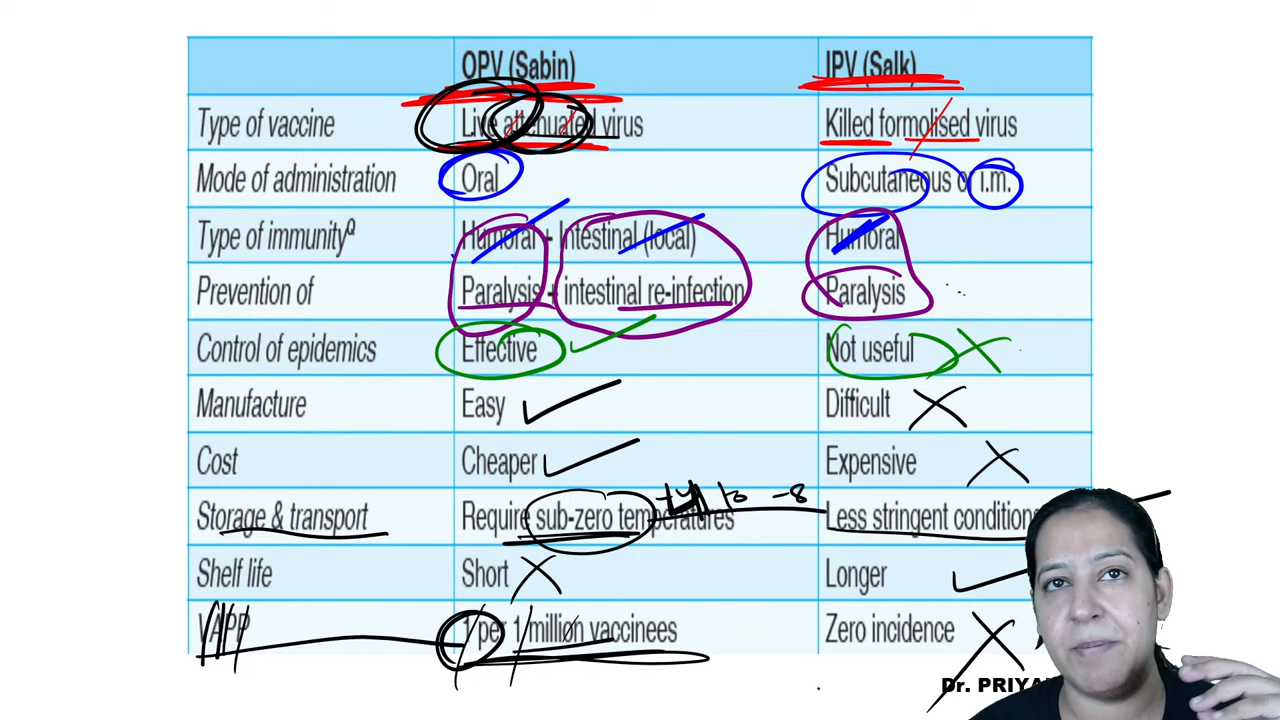 OPV (Sabin) IPV (Salk)
Type of vaccine Live attenuated virus Killed formolised virus
Mode of administration Oral Subcutaneous or i.m.
Type of immunityQ Humoral + Intestinal (local) Humoral
Prevention of Paralysis + intestinal re-infection Paralysis
Control of epidemics Effective Not useful
Manufacture Easy Difficult
Cost Cheaper Expensive
to -8
Storage & transport Require sub-zero temperatures Less stringent conditions
Shelf life Short Longer
VAPP 1 per 1 million vaccinees Zero incidence
Dr.